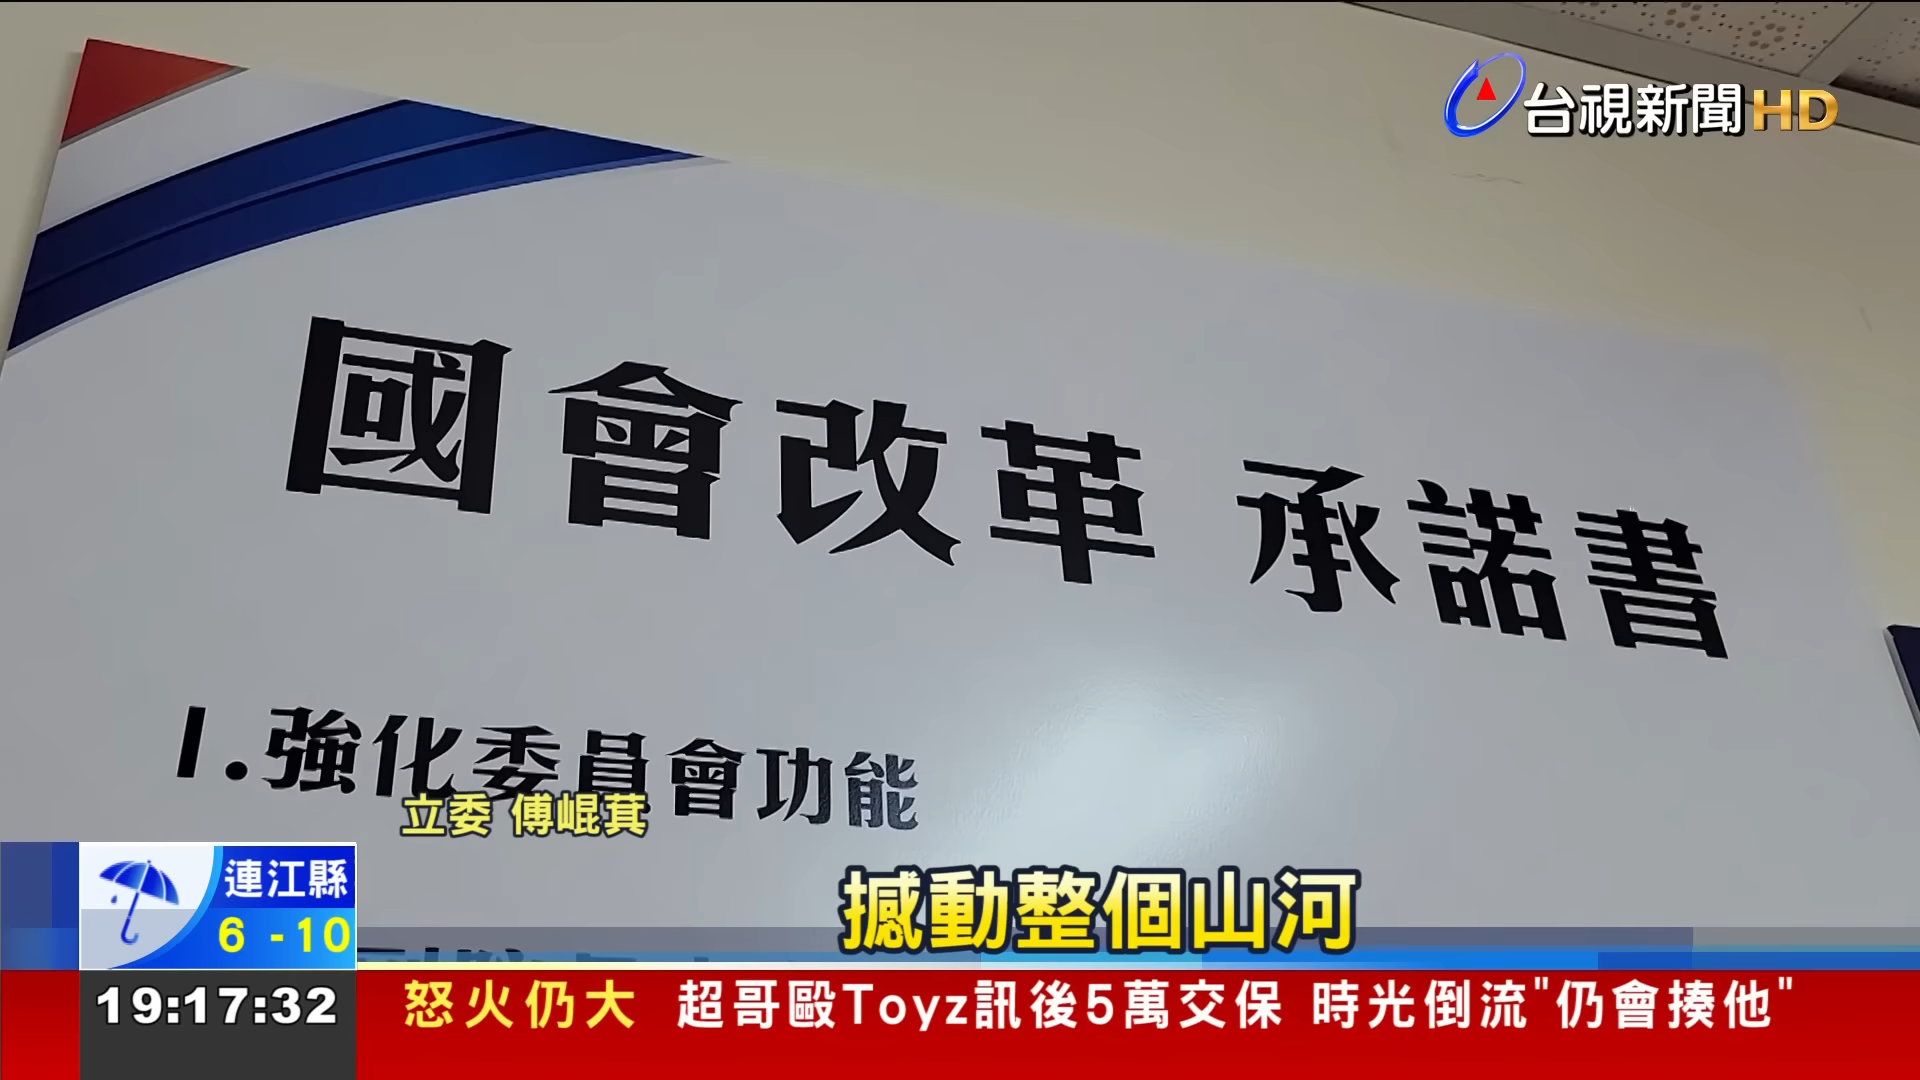 台視新聞HD
國會改革 承諾書
1.強化委員會功能
立委 傅崐萁
撼動整個山河
連江縣
6 - 10
19:17:32
怒火仍大 超哥毆Toyz訊後5萬交保 時光倒流"仍會揍他"